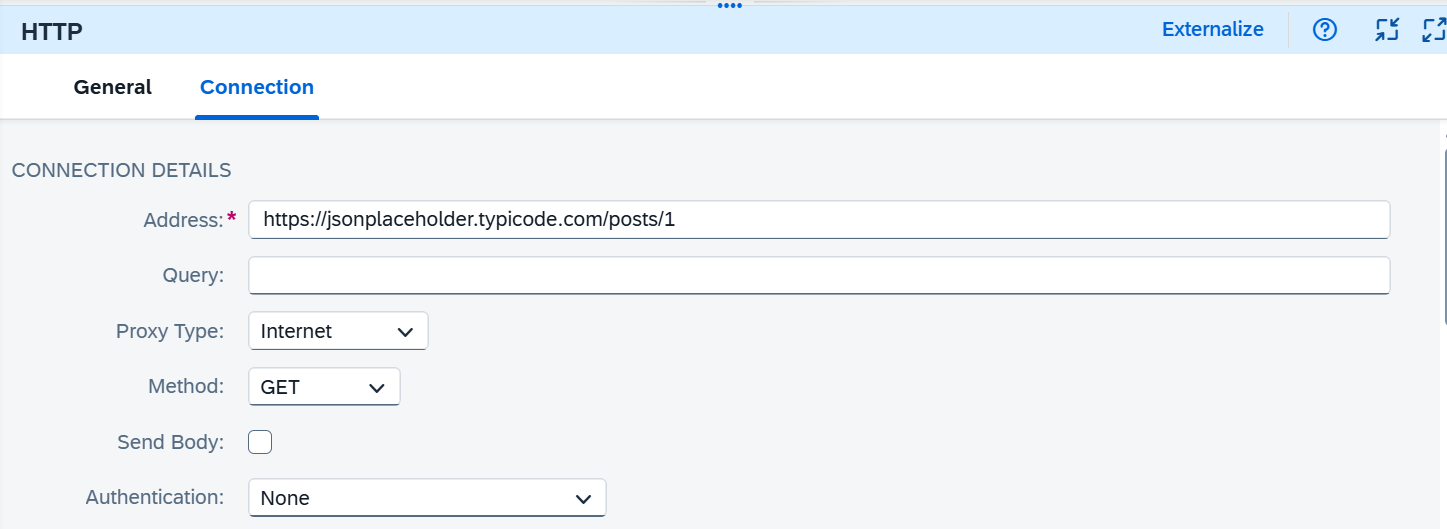 HTTP
Externalize
General
Connection
CONNECTION DETAILS
Address:*
https://jsonplaceholder.typicode.com/posts/1
Query:
Proxy Type:
Internet
Method:
GET
Send Body:
Authentication:
None